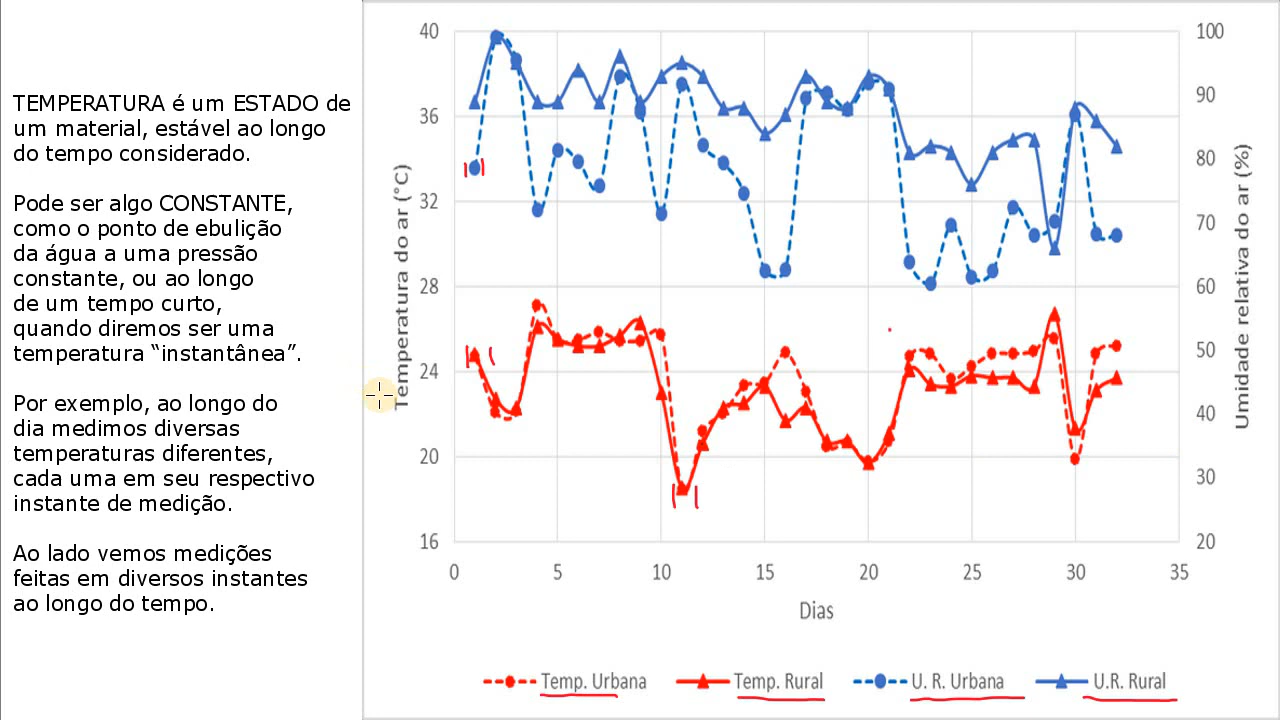 TEMPERATURA é um ESTADO de
um material, estável ao longo
do tempo considerado.
Pode ser algo CONSTANTE,
como o ponto de ebulição
da água a uma pressão
constante, ou ao longo
de um tempo curto,
quando diremos ser uma
temperatura “instantânea”.
Por exemplo, ao longo do
dia medimos diversas
temperaturas diferentes,
cada uma em seu respectivo
instante de medição.
Ao lado vemos medições
feitas em diversos instantes
ao longo do tempo.
Temperatura do ar (°C)
40
36
32
28
24
20
16
100
90
80
70
60
50
40
30
20
Umidade relativa do ar (%)
0 5 10 15 20 25 30 35
Dias
Temp. Urbana Temp. Rural U. R. Urbana U.R. Rural